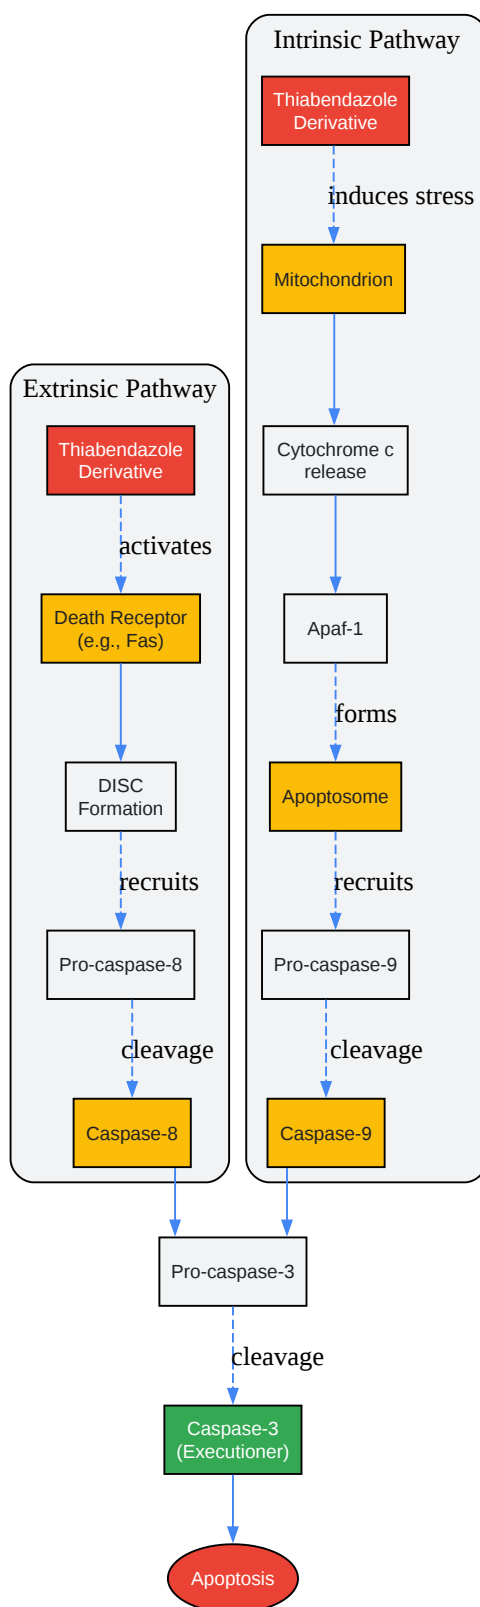 Intrinsic Pathway
Thiabendazole
Derivative
induces stress
Mitochondrion
Cytochrome c
release
Apaf-1
forms
Apoptosome
recruits
Pro-caspase-9
cleavage
Caspase-9
Extrinsic Pathway
Thiabendazole
Derivative
activates
Death Receptor
(e.g., Fas)
DISC
Formation
recruits
Pro-caspase-8
cleavage
Caspase-8
Pro-caspase-3
cleavage
Caspase-3
(Executioner)
Apoptosis